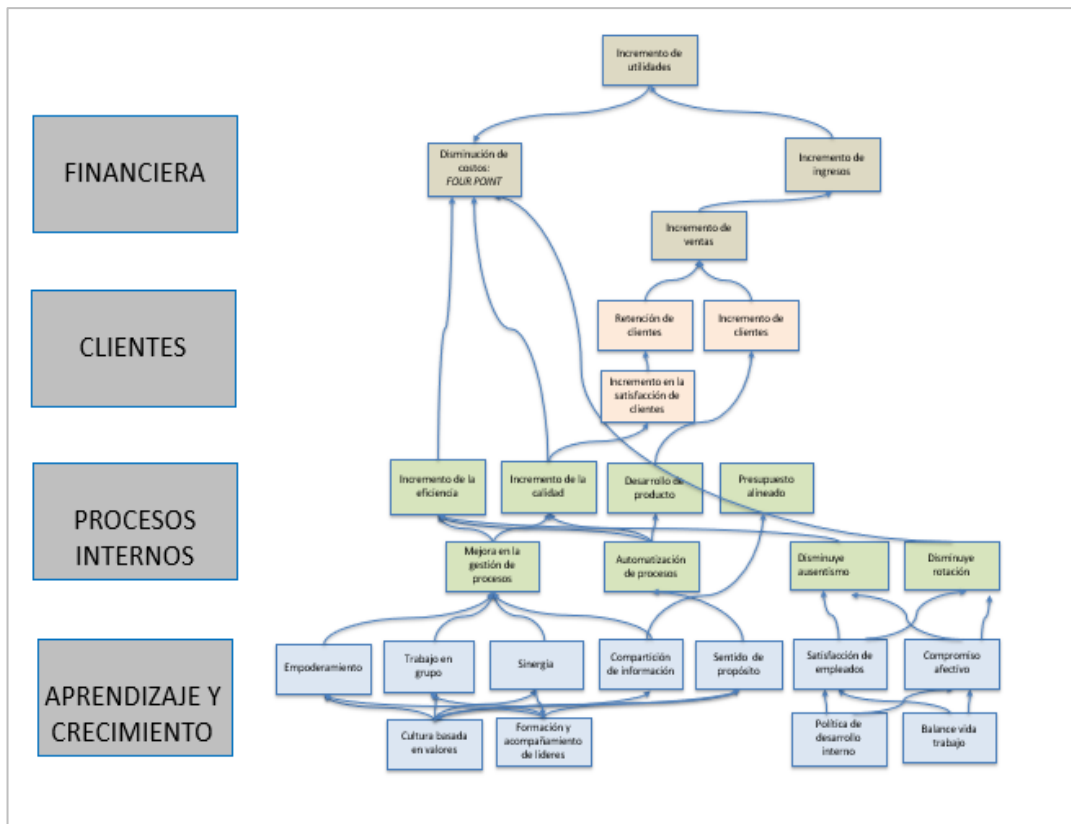 Incremento de
utilidades
FINANCIERA
Disminución de
costos:
FOUR POINT
Incremento de
ingresos
Incremento de
ventas
CLIENTES
Retención de
clientes
Incremento de
clientes
Incremento en la
satisfacción de
clientes
PROCESOS
INTERNOS
Incremento de la
eficiencia
Incremento de la
calidad
Desarrollo de
producto
Presupuesto
alineado
Mejora en la
gestión de
procesos
Automatización
de procesos
Disminuye
ausentismo
Disminuye
rotación
APRENDIZAJE Y
CRECIMIENTO
Empoderamiento
Trabajo en
grupo
Sinergia
Compartición
de información
Sentido de
propósito
Satisfacción de
empleados
Compromiso
afectivo
Cultura basada
en valores
Formación y
acompañamiento
de líderes
Política de
desarrollo
interno
Balance vida
trabajo